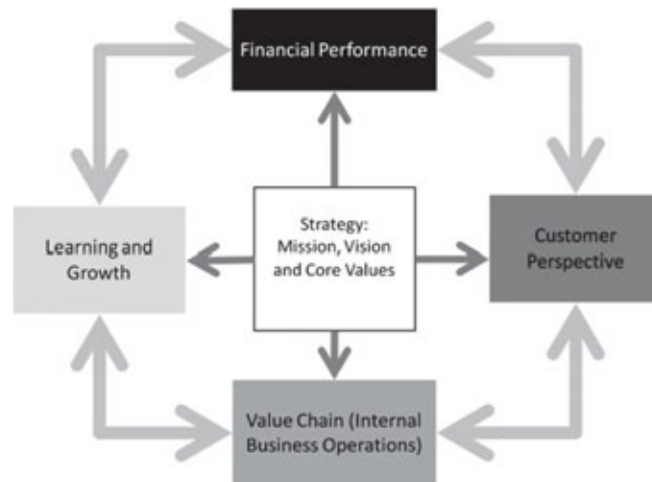 Financial Performance
Learning and
Growth
Strategy:
Mission, Vision
and Core Values
Customer
Perspective
Value Chain (Internal
Business Operations)